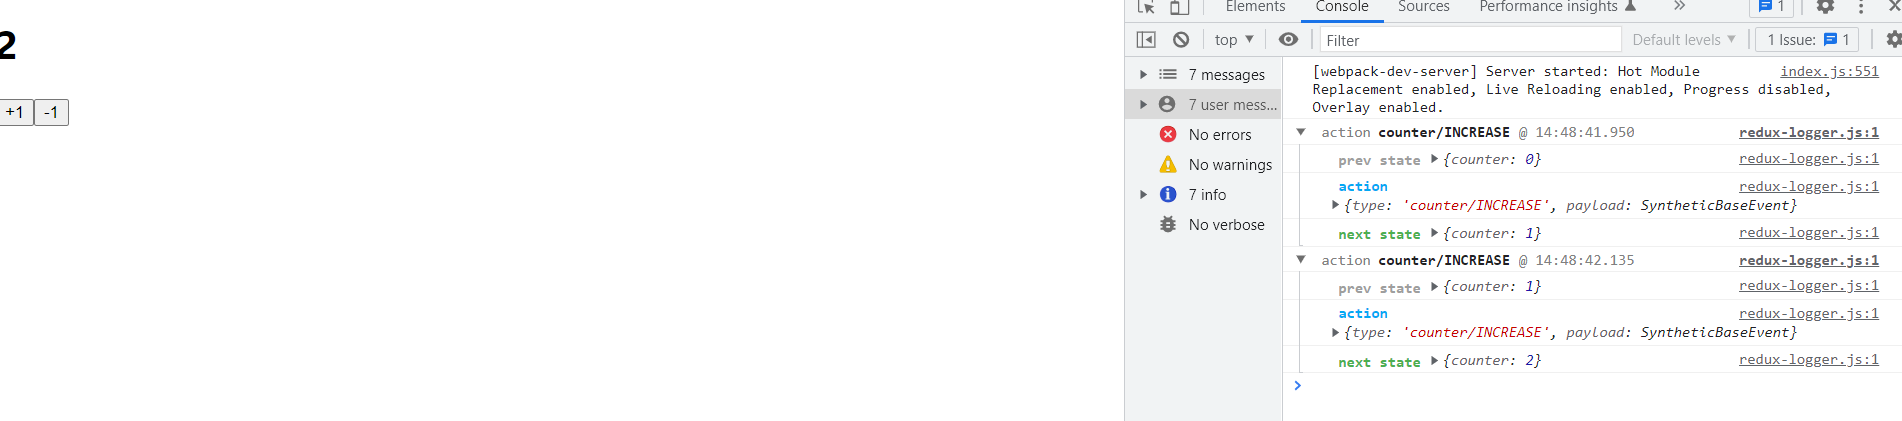 2
+1 -1
Elements Console Sources Performance insights » 1
top Filter Default levels 1 Issue: 1
7 messages
7 user mess...
No errors
No warnings
7 info
No verbose
[webpack-dev-server] Server started: Hot Module index.js:551
Replacement enabled, Live Reloading enabled, Progress disabled,
Overlay enabled.
action counter/INCREASE @ 14:48:41.950 redux-logger.js:1
prev state {counter: 0} redux-logger.js:1
action redux-logger.js:1
{type: 'counter/INCREASE', payload: SyntheticBaseEvent}
next state {counter: 1} redux-logger.js:1
action counter/INCREASE @ 14:48:42.135 redux-logger.js:1
prev state {counter: 1} redux-logger.js:1
action redux-logger.js:1
{type: 'counter/INCREASE', payload: SyntheticBaseEvent}
next state {counter: 2} redux-logger.js:1